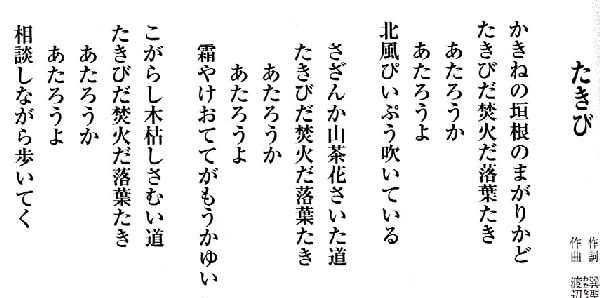 たきび
作詞
作曲 渡辺
かきねの垣根のまがりかど
たきびだ焚火だ落葉たき
あたろうか
あたろうよ
北風ぴいぷう吹いている
さざんか山茶花さいた道
たきびだ焚火だ落葉たき
あたろうか
あたろうよ
霜やけおててがもうかゆい
こがらし木枯しさむい道
たきびだ焚火だ落葉たき
あたろうか
あたろうよ
相談しながら歩いてく